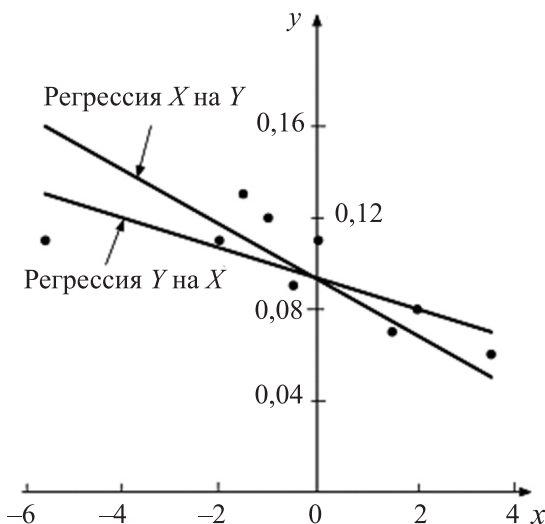 y
Регрессия X на Y
0,16
0,12
Регрессия Y на X
0,08
0,04
–6 –4 –2 0 2 4 x